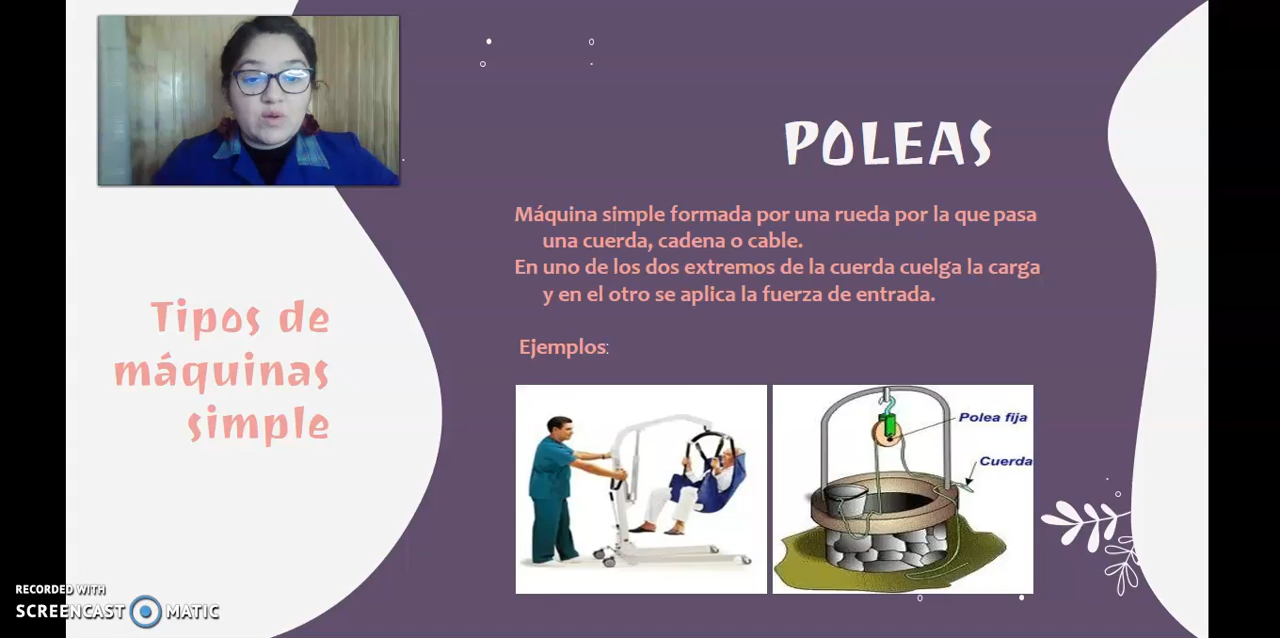 POLEAS
Máquina simple formada por una rueda por la que pasa
una cuerda, cadena o cable.
En uno de los dos extremos de la cuerda cuelga la carga
y en el otro se aplica la fuerza de entrada.
Tipos de
máquinas
simple
Ejemplos:
Polea fija
Cuerda
RECORDED WITH
SCREENCAST MATIC